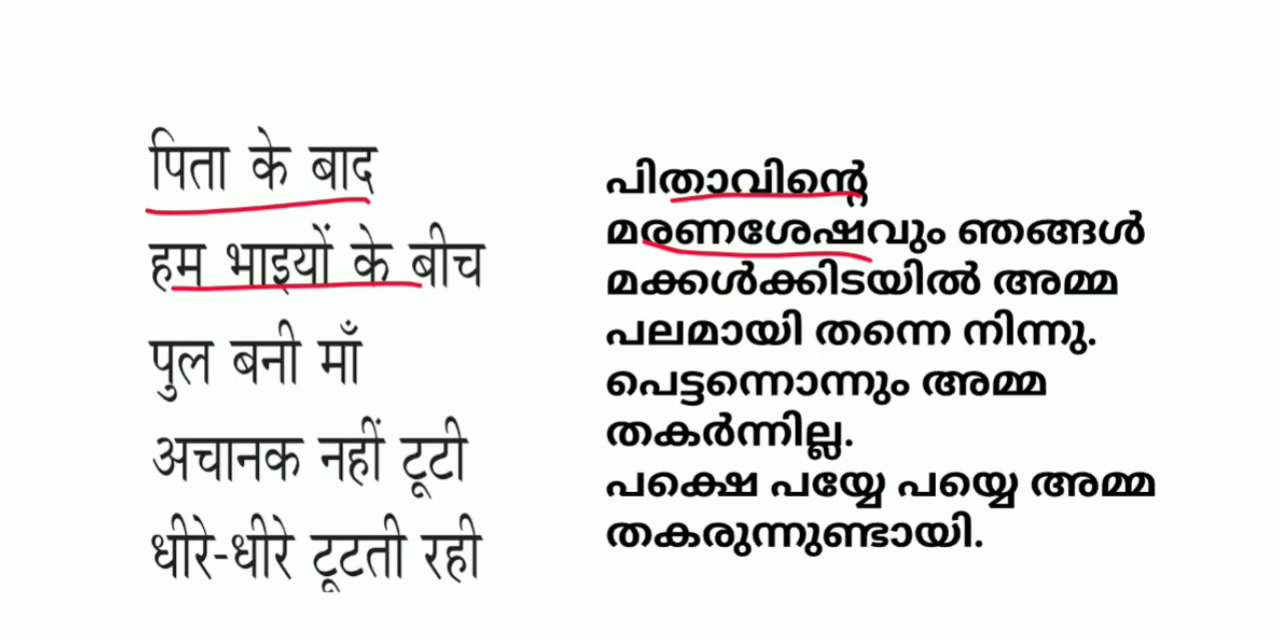 पिता के बाद
हम भाइयों के बीच
पुल बनी माँ
अचानक नहीं टूटी
धीरे-धीरे टूटती रही
പിതാവിന്റെ
മരണശേഷവും ഞങ്ങൾ
മക്കൾക്കിടയിൽ അമ്മ
പലമായി തന്നെ നിന്നു.
പെട്ടന്നൊന്നും അമ്മ
തകർന്നില്ല.
പക്ഷെ പയ്യേ പയ്യെ അമ്മ
തകരുന്നുണ്ടായി.